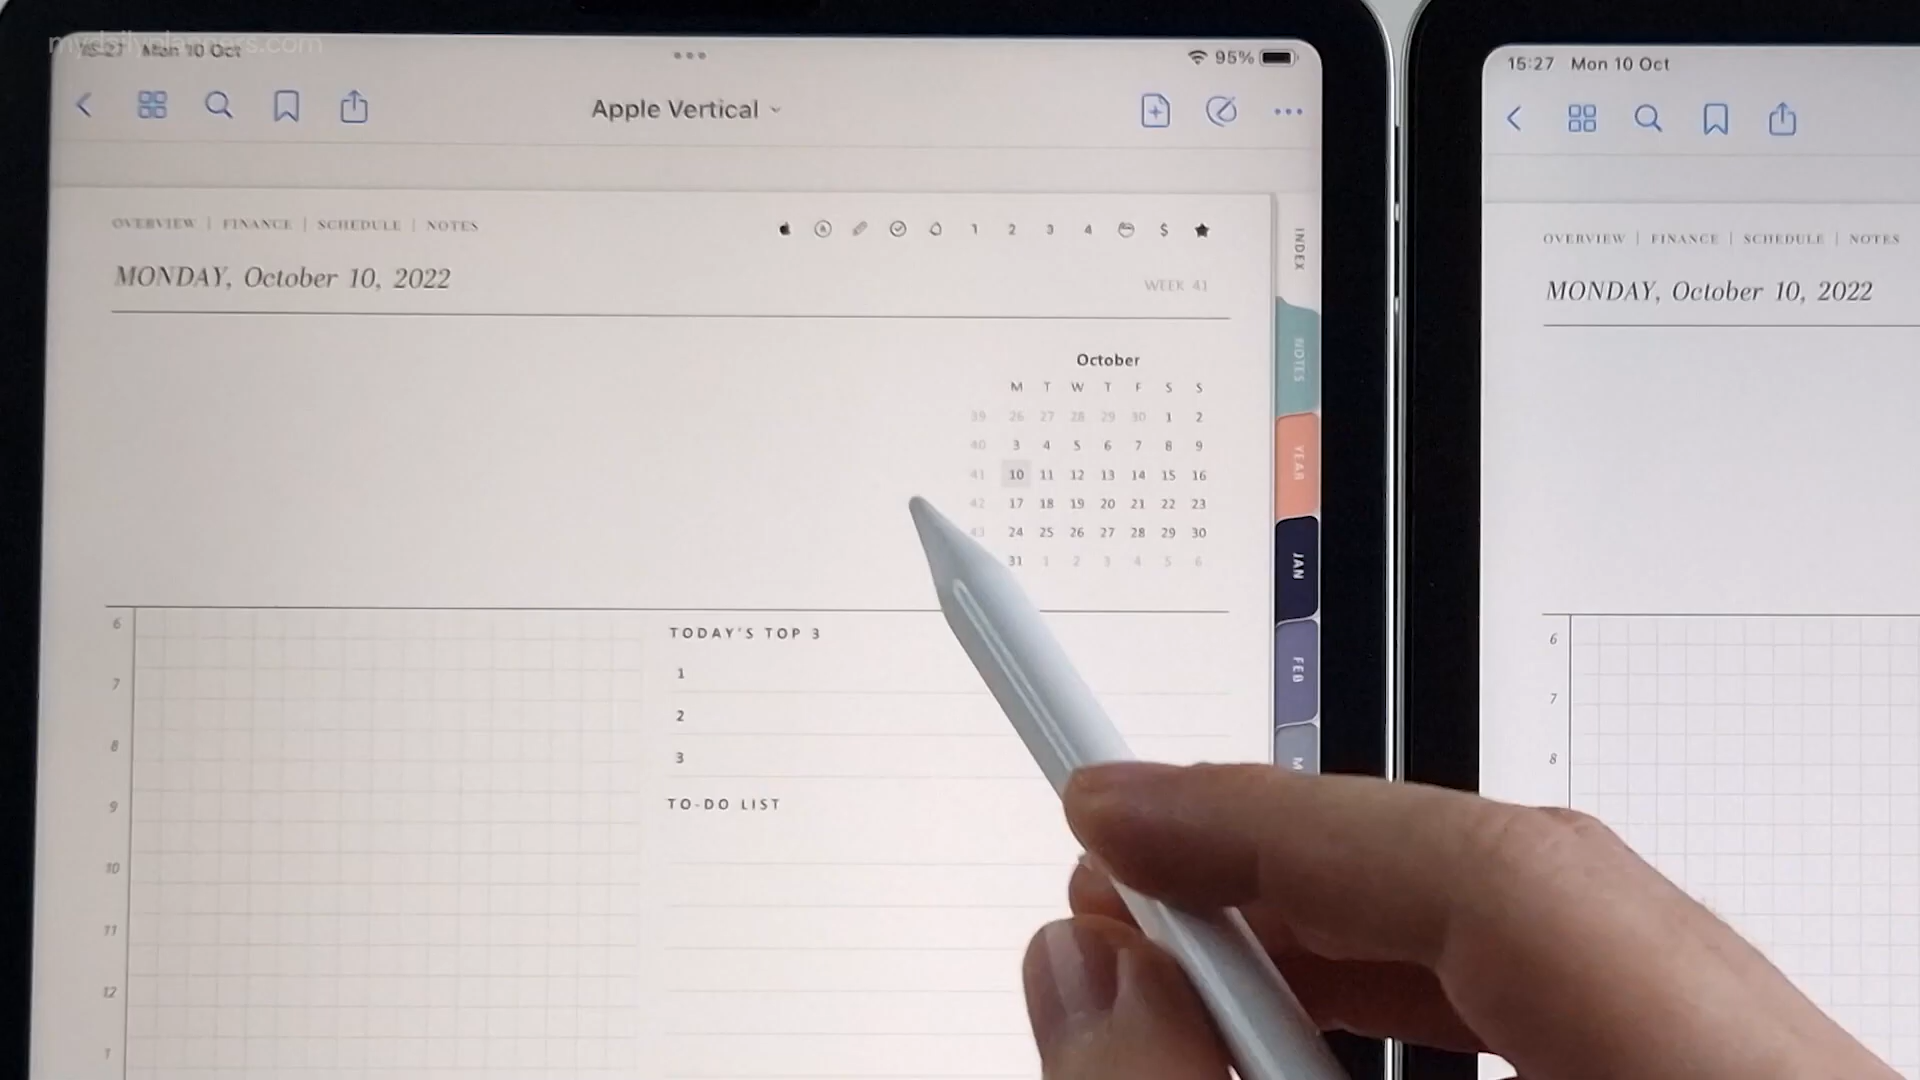 mydailyplanners.com
15:27 Mon 10 Oct
95%
Apple Vertical
OVERVIEW | FINANCE | SCHEDULE | NOTES
1 2 3 4 $
INDEX
MONDAY, October 10, 2022
WEEK 41
NOTES
YEAR
JAN
FEB
M
October
M T W T F S S
39 26 27 28 29 30 1 2
40 3 4 5 6 7 8 9
41 10 11 12 13 14 15 16
42 17 18 19 20 21 22 23
43 24 25 26 27 28 29 30
31 1 2 3 4 5 6
6
7
8
9
10
11
12
1
TODAY'S TOP 3
1
2
3
TO-DO LIST
15:27 Mon 10 Oct
OVERVIEW | FINANCE | SCHEDULE | NOTES
MONDAY, October 10, 2022
6
7
8